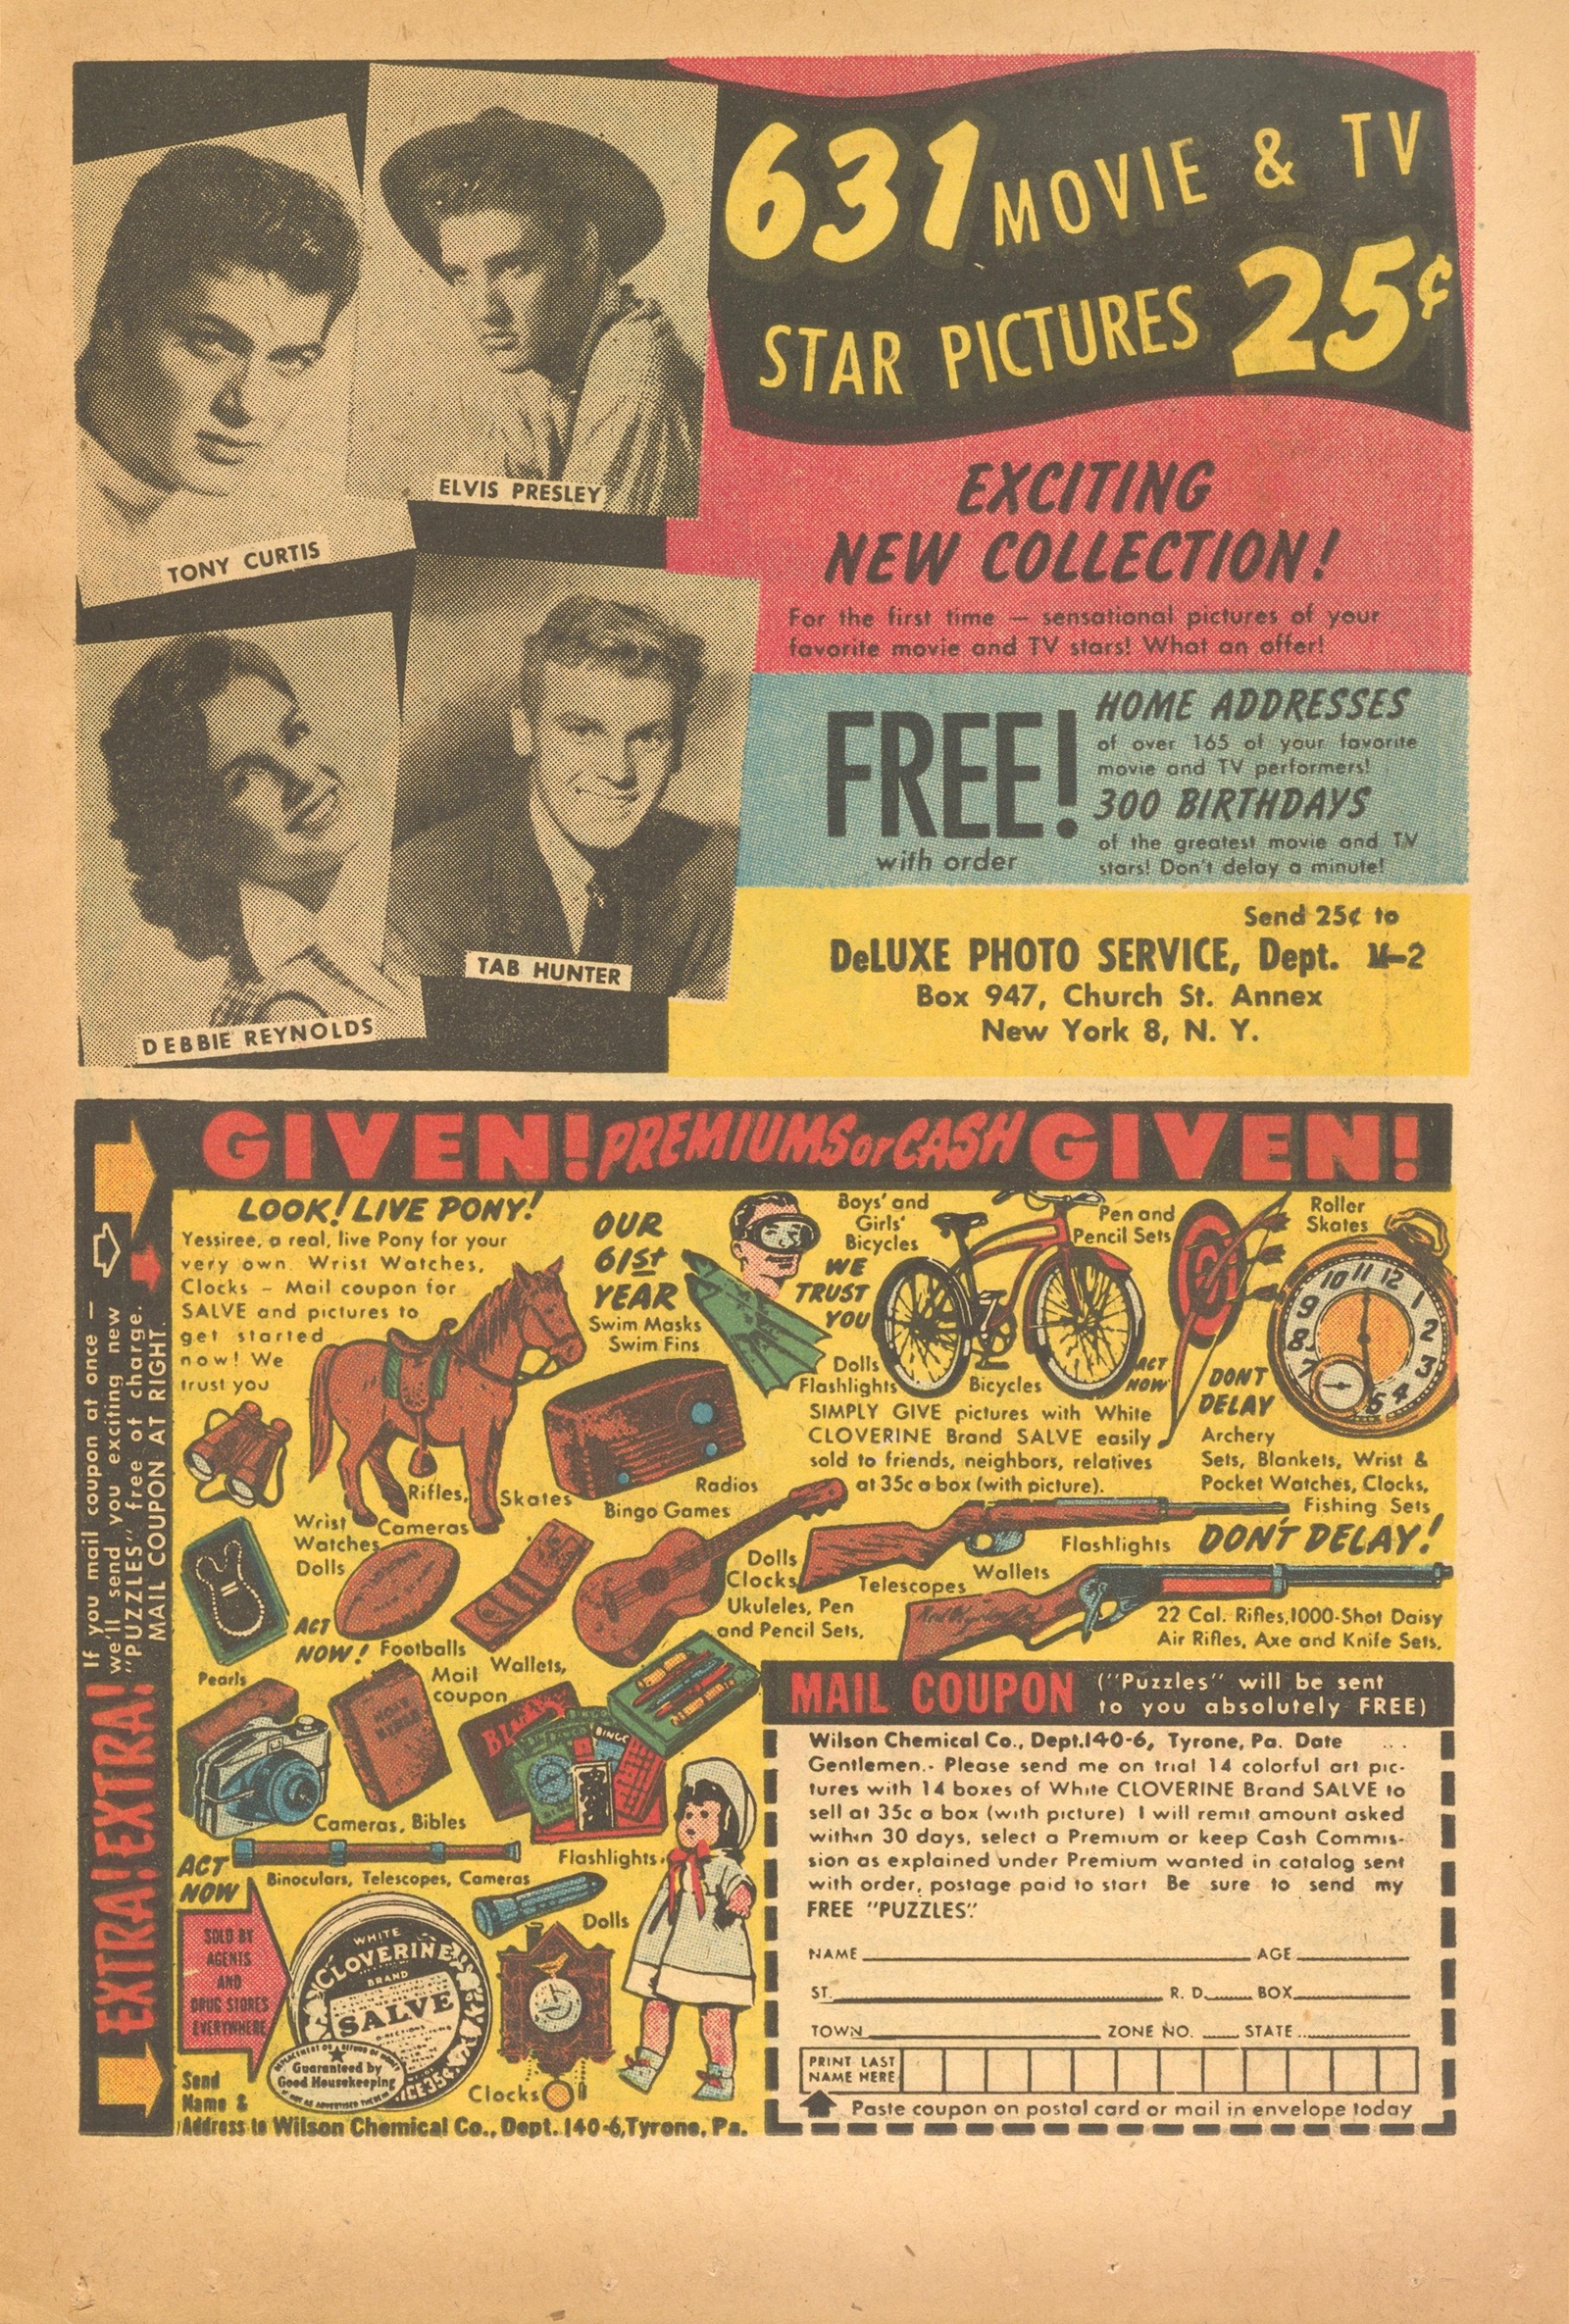 631 MOVIE & TV
STAR PICTURES 25¢
TONY CURTIS
ELVIS PRESLEY
DEBBIE REYNOLDS
TAB HUNTER
EXCITING
NEW COLLECTION!
For the first time — sensational pictures of your
favorite movie and TV stars! What an offer!
FREE!
with order
HOME ADDRESSES
of over 165 of your favorite
movie and TV performers!
300 BIRTHDAYS
of the greatest movie and TV
stars! Don't delay a minute!
Send 25¢ to
DeLUXE PHOTO SERVICE, Dept. M-2
Box 947, Church St. Annex
New York 8, N. Y.
GIVEN! PREMIUMS or CASH GIVEN!
EXTRA! EXTRA!
If you mail coupon at once —
we'll send you exciting new
"PUZZLES" free of charge.
MAIL COUPON AT RIGHT.
LOOK! LIVE PONY!
Yessiree, a real, live Pony for your
very own. Wrist Watches,
Clocks – Mail coupon for
SALVE and pictures to
get started
now! We
trust you
OUR
61st
YEAR
Swim Masks
Swim Fins
Boys' and
Girls'
Bicycles
WE
TRUST
YOU
Pen and
Pencil Sets
Roller
Skates
10 11 12
9 1
8 2
7 3
5 4
Dolls
Flashlights
Bicycles
ACT
NOW
DON'T
DELAY
SIMPLY GIVE pictures with White
CLOVERINE Brand SALVE easily
sold to friends, neighbors, relatives
at 35c a box (with picture).
Archery
Sets, Blankets, Wrist &
Pocket Watches, Clocks,
Fishing Sets
Radios
Rifles, Skates
Bingo Games
Wrist
Watches
Cameras
Dolls
DON'T DELAY!
Flashlights
Wallets
Telescopes
Dolls
Clocks
Ukuleles, Pen
and Pencil Sets,
22 Cal. Rifles, 1000-Shot Daisy
Air Rifles, Axe and Knife Sets,
ACT
NOW!
Footballs
Wallets,
Mail
coupon
Pearls
HOLY
BIBLE
BINGO
BINGO
Cameras, Bibles
ACT
NOW
Binoculars, Telescopes, Cameras
Flashlights,
Dolls
SOLD BY
AGENTS
AND
DRUG STORES
EVERYWHERE
WHITE
CLOVERINE
BRAND
SALVE
Guaranteed by
Good Housekeeping
Clocks
Send
Name &
Address to Wilson Chemical Co., Dept. 140-6, Tyrone, Pa.
MAIL COUPON ("Puzzles" will be sent
to you absolutely FREE)
Wilson Chemical Co., Dept. 140-6, Tyrone, Pa. Date
Gentlemen.- Please send me on trial 14 colorful art pic-
tures with 14 boxes of White CLOVERINE Brand SALVE to
sell at 35c a box (with picture) I will remit amount asked
within 30 days, select a Premium or keep Cash Commis-
sion as explained under Premium wanted in catalog sent
with order, postage paid to start Be sure to send my
FREE "PUZZLES".
NAME AGE
ST. R. D. BOX
TOWN ZONE NO. STATE
PRINT LAST
NAME HERE
Paste coupon on postal card or mail in envelope today